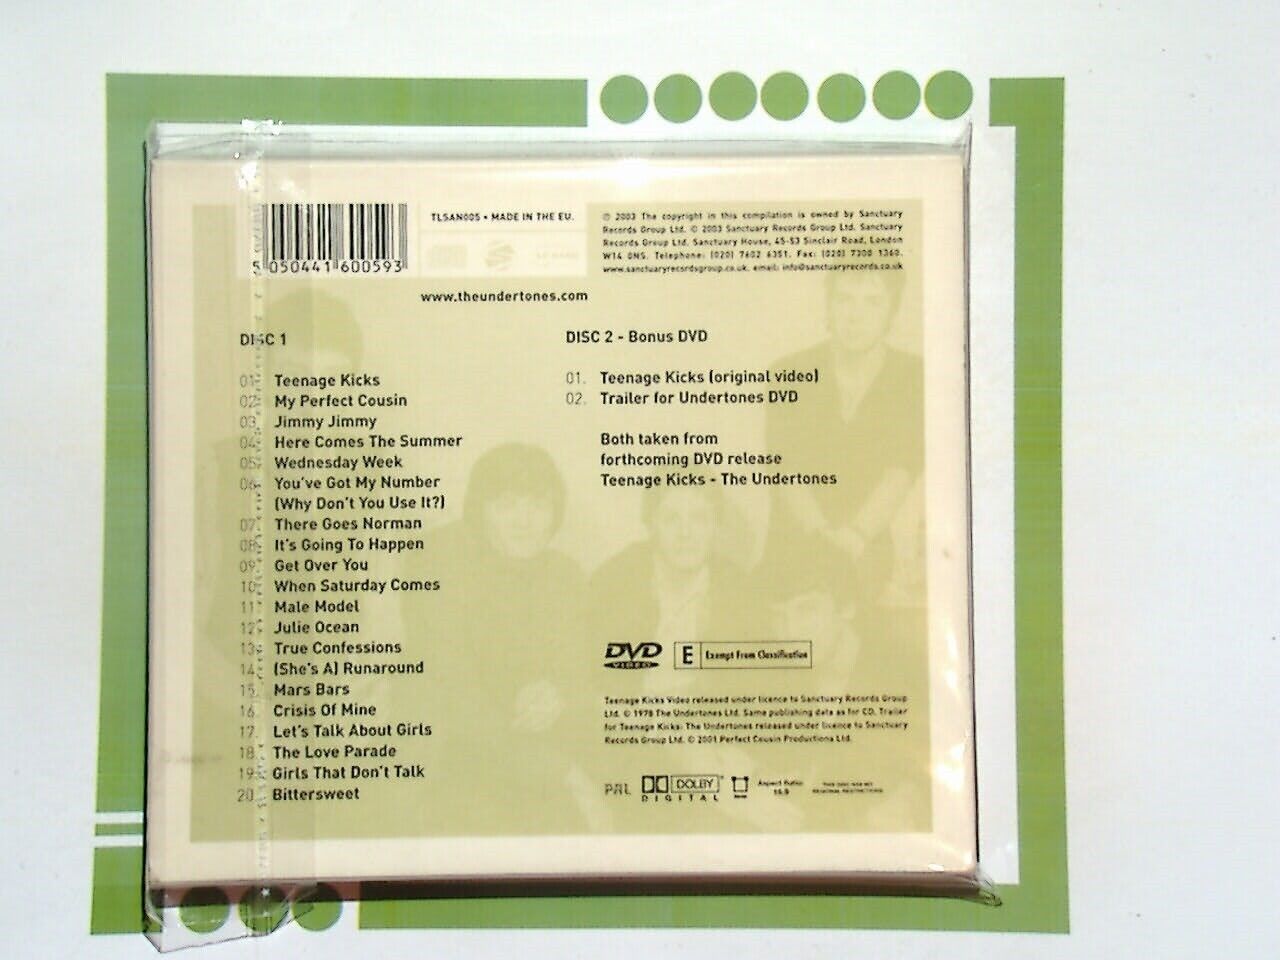 5 050441 600593
TLSAN005 • MADE IN THE EU.
℗ 2003 The copyright in this compilation is owned by Sanctuary
Records Group Ltd. © 2003 Sanctuary Records Group Ltd. Sanctuary
Records Group Ltd. Sanctuary House, 45-53 Sinclair Road, London
W14 0NS. Telephone: (020) 7602 6351. Fax: (020) 7300 1360.
www.sanctuaryrecordsgroup.co.uk. email: info@sanctuaryrecords.co.uk
www.theundertones.com
DISC 1
01. Teenage Kicks
02. My Perfect Cousin
03. Jimmy Jimmy
04. Here Comes The Summer
05. Wednesday Week
06. You've Got My Number
(Why Don't You Use It?)
07. There Goes Norman
08. It's Going To Happen
09. Get Over You
10. When Saturday Comes
11. Male Model
12. Julie Ocean
13. True Confessions
14. (She's A) Runaround
15. Mars Bars
16. Crisis Of Mine
17. Let's Talk About Girls
18. The Love Parade
19. Girls That Don't Talk
20. Bittersweet
DISC 2 - Bonus DVD
01. Teenage Kicks (original video)
02. Trailer for Undertones DVD
Both taken from
forthcoming DVD release
Teenage Kicks - The Undertones
DVD VIDEO
E Exempt From Classification
Teenage Kicks Video released under licence to Sanctuary Records Group
Ltd. © 1978 The Undertones Ltd. Same publishing data as for CD. Trailer
for Teenage Kicks: The Undertones released under licence to Sanctuary
Records Group Ltd. © 2001 Perfect Cousin Productions Ltd.
PAL
DOLBY
DIGITAL
Aspect Ratio
16:9
THIS DISC HAS NO
REGIONAL RESTRICTIONS